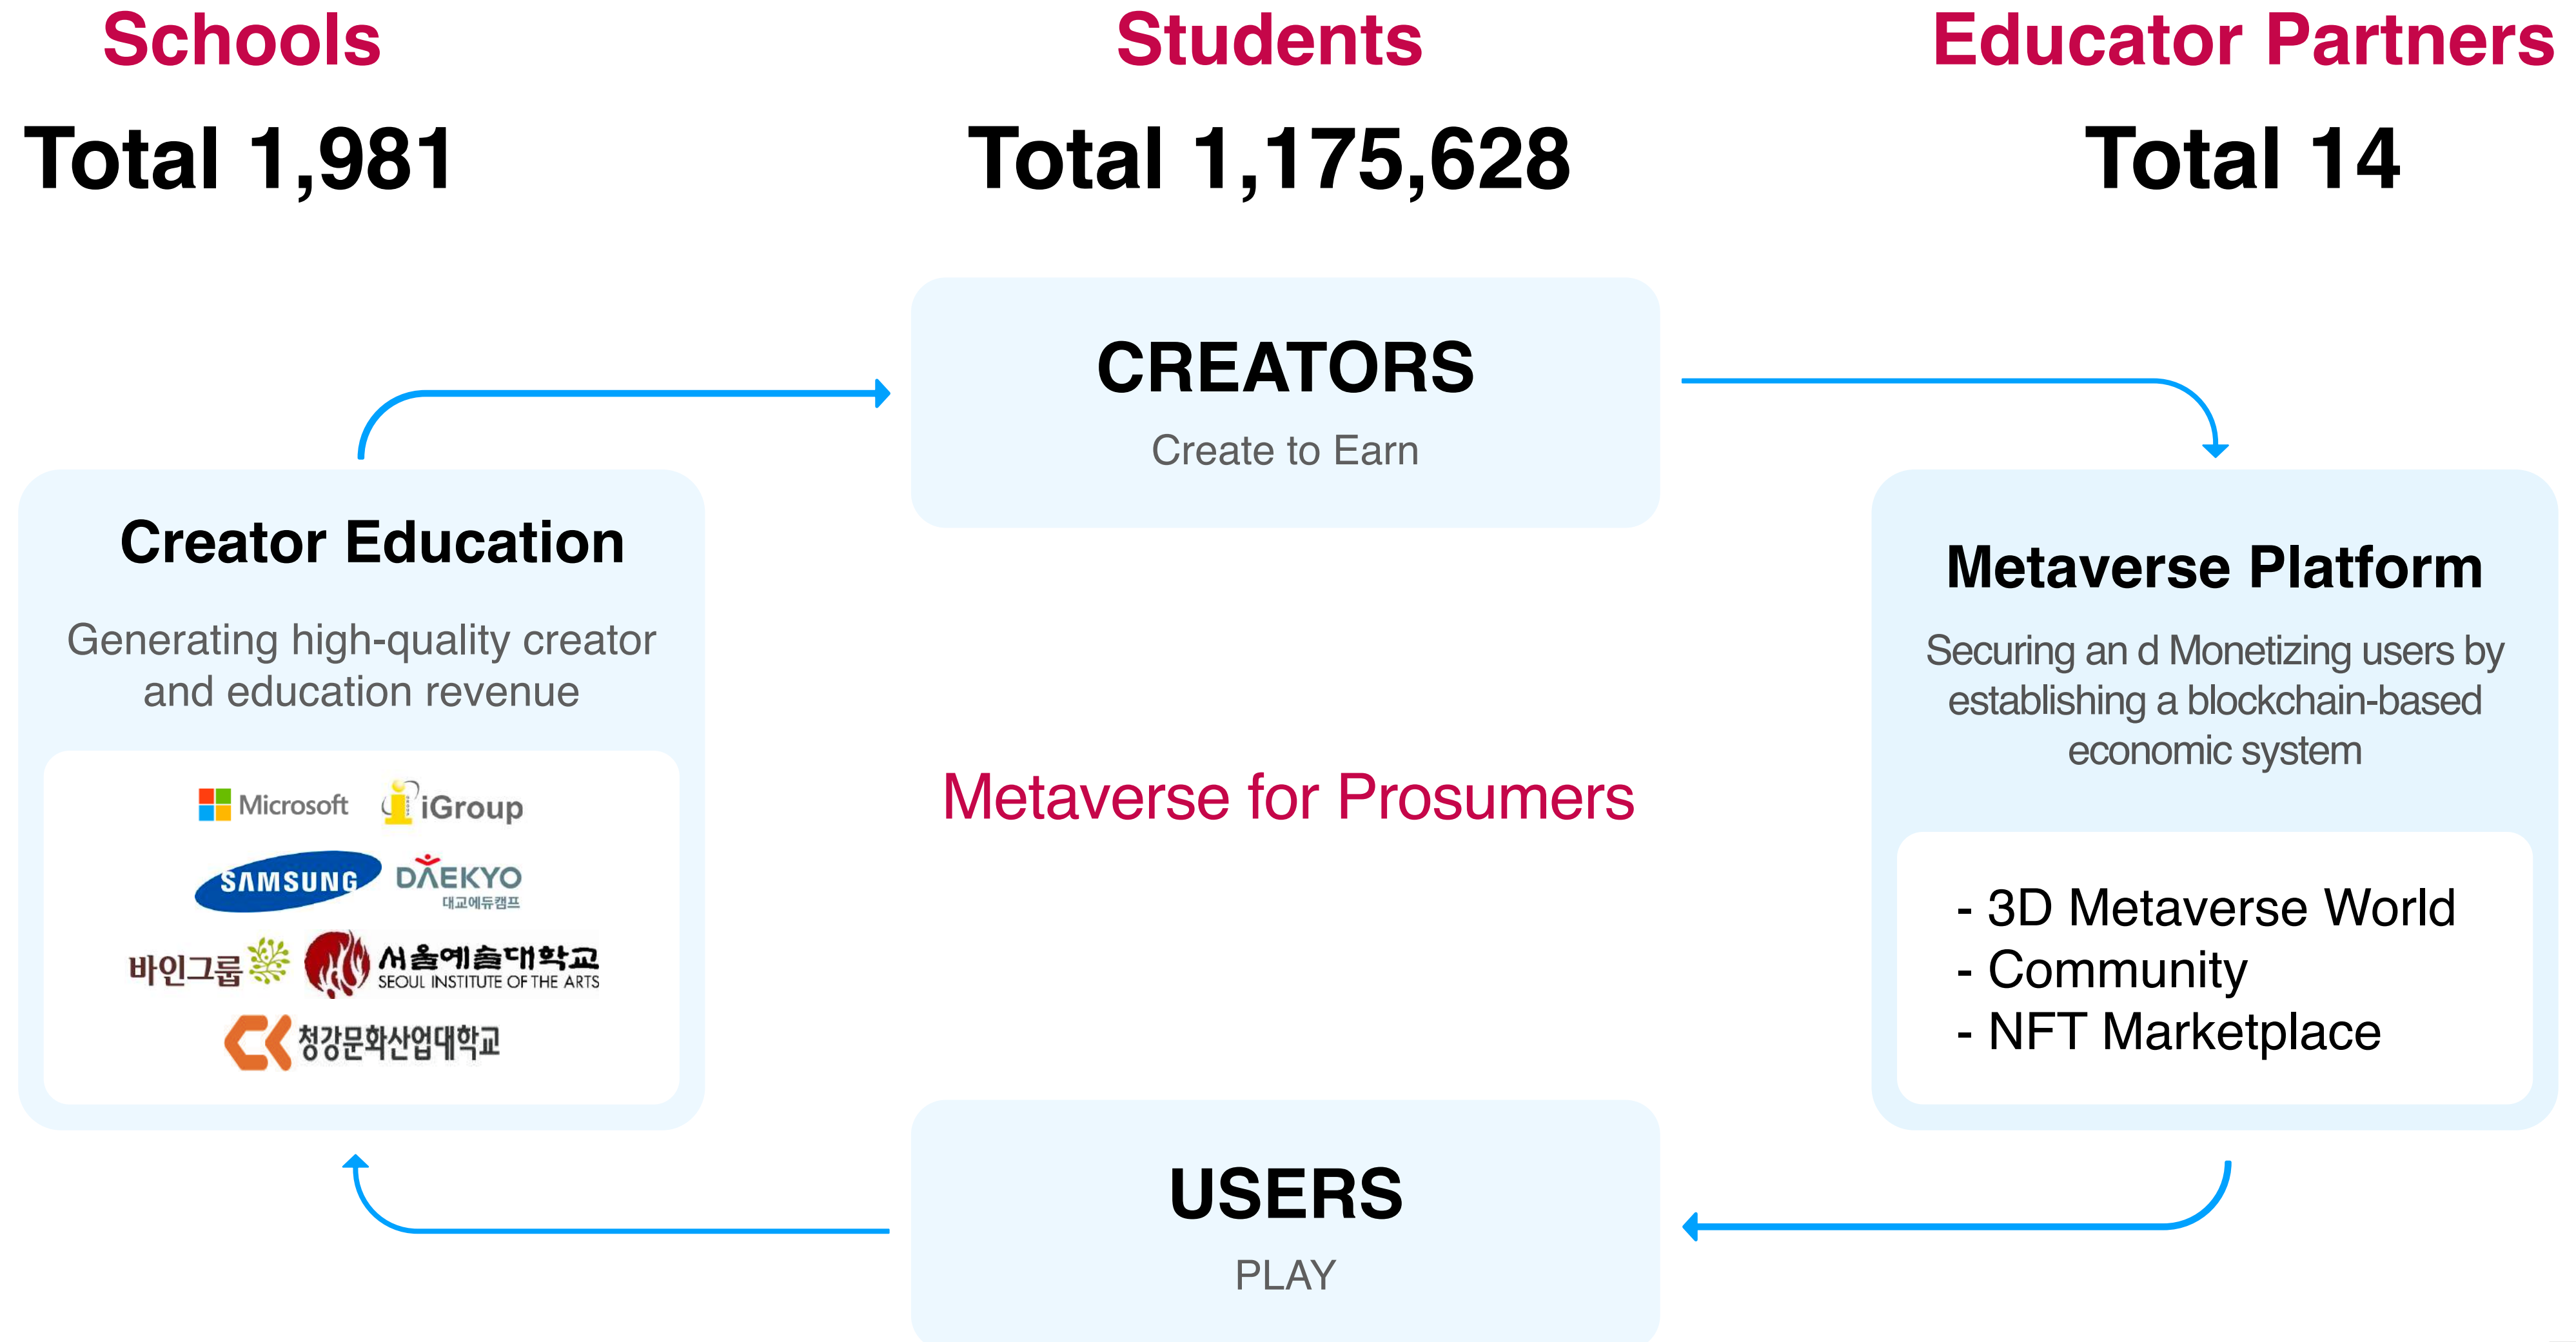 Schools
Total 1,981
Students
Total 1,175,628
Educator Partners
Total 14
CREATORS
Create to Earn
Creator Education
Generating high-quality creator
and education revenue
Microsoft
iGroup
SAMSUNG
DAEKYO
대교에듀캠프
바인그룹
서울예술대학교
SEOUL INSTITUTE OF THE ARTS
CK 청강문화산업대학교
Metaverse for Prosumers
Metaverse Platform
Securing an d Monetizing users by
establishing a blockchain-based
economic system
- 3D Metaverse World
- Community
- NFT Marketplace
USERS
PLAY